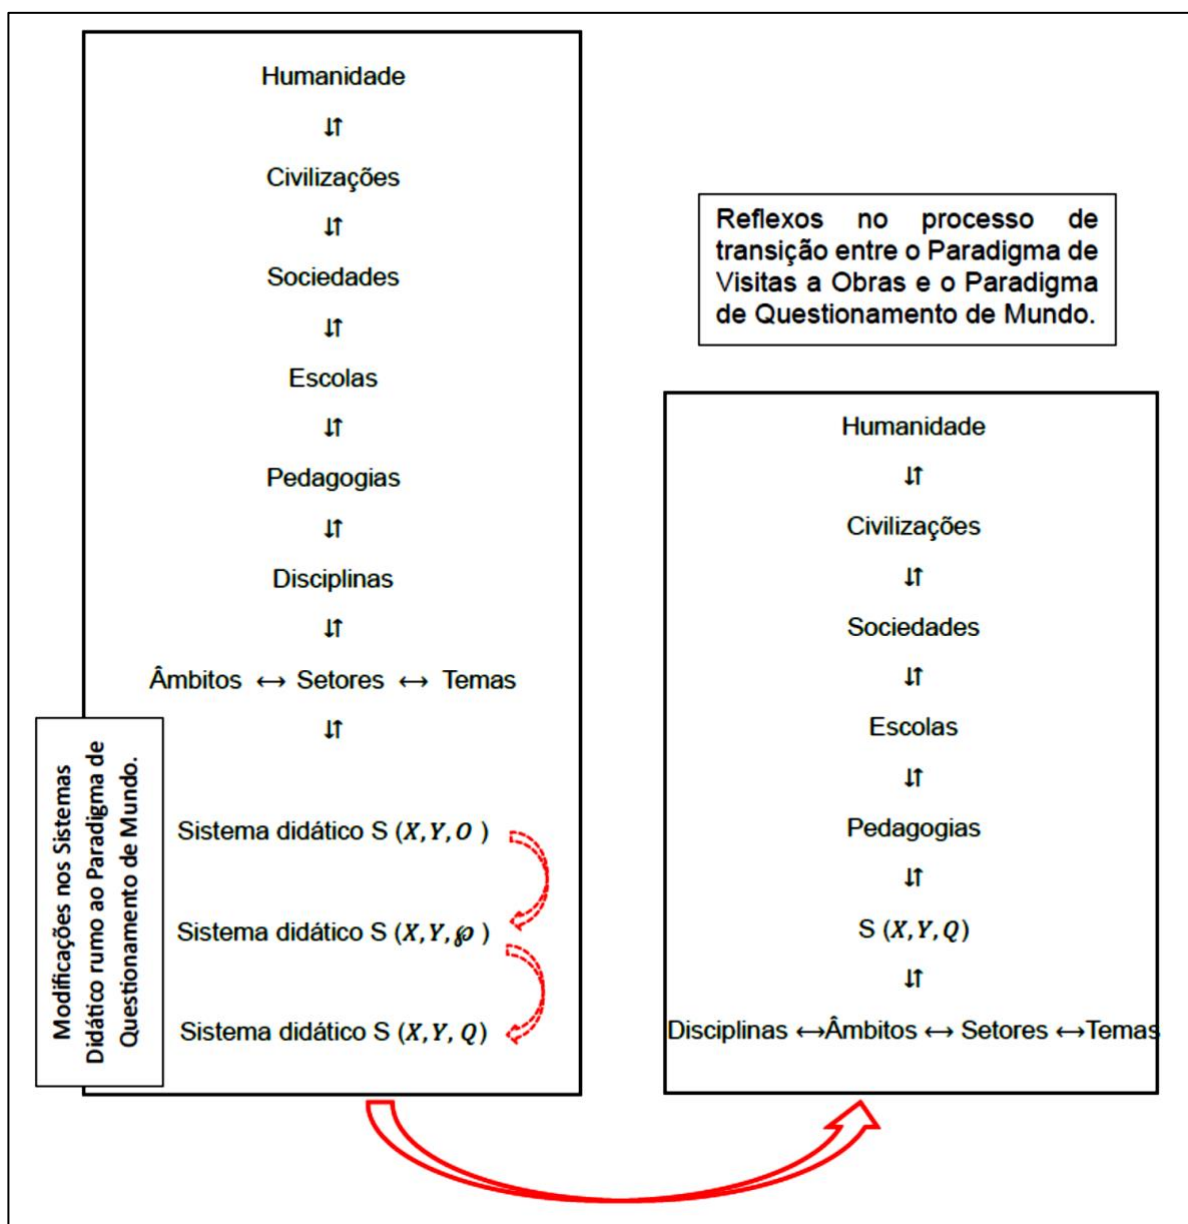 Humanidade
⇵
Civilizações
⇵
Sociedades
⇵
Escolas
⇵
Pedagogias
⇵
Disciplinas
⇵
Âmbitos ↔ Setores ↔ Temas
⇵
Sistema didático S (X, Y, O )
Sistema didático S (X, Y, ℘ )
Sistema didático S (X, Y, Q)
Modificações nos Sistemas
Didático rumo ao Paradigma de
Questionamento de Mundo.
Reflexos no processo de
transição entre o Paradigma de
Visitas a Obras e o Paradigma
de Questionamento de Mundo.
Humanidade
⇵
Civilizações
⇵
Sociedades
⇵
Escolas
⇵
Pedagogias
⇵
S (X, Y, Q)
⇵
Disciplinas ↔Âmbitos ↔ Setores ↔Temas